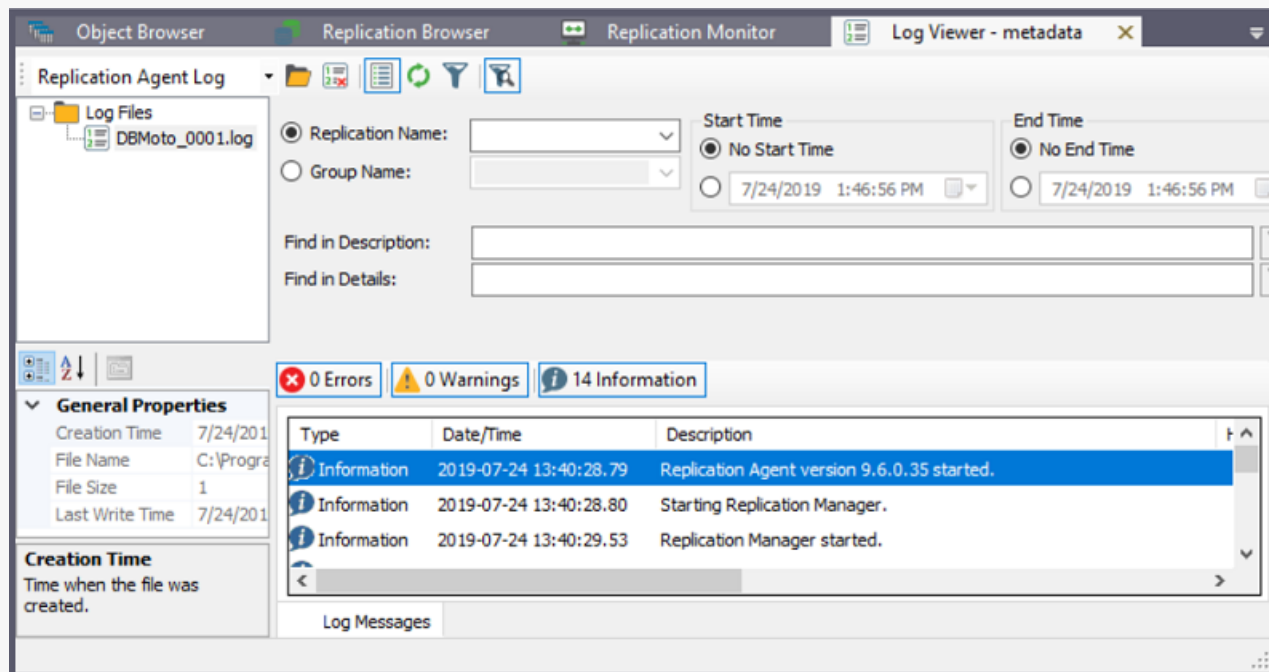 Object Browser Replication Browser Replication Monitor Log Viewer - metadata
Replication Agent Log
Log Files
DBMoto_0001.log
Replication Name:
Group Name:
Start Time
No Start Time
7/24/2019 1:46:56 PM
End Time
No End Time
7/24/2019 1:46:56 PM
Find in Description:
Find in Details:
General Properties
Creation Time 7/24/201
File Name C:\Progra
File Size 1
Last Write Time 7/24/201
Creation Time
Time when the file was
created.
0 Errors 0 Warnings 14 Information
Type Date/Time Description
Information 2019-07-24 13:40:28.79 Replication Agent version 9.6.0.35 started.
Information 2019-07-24 13:40:28.80 Starting Replication Manager.
Information 2019-07-24 13:40:29.53 Replication Manager started.
Log Messages